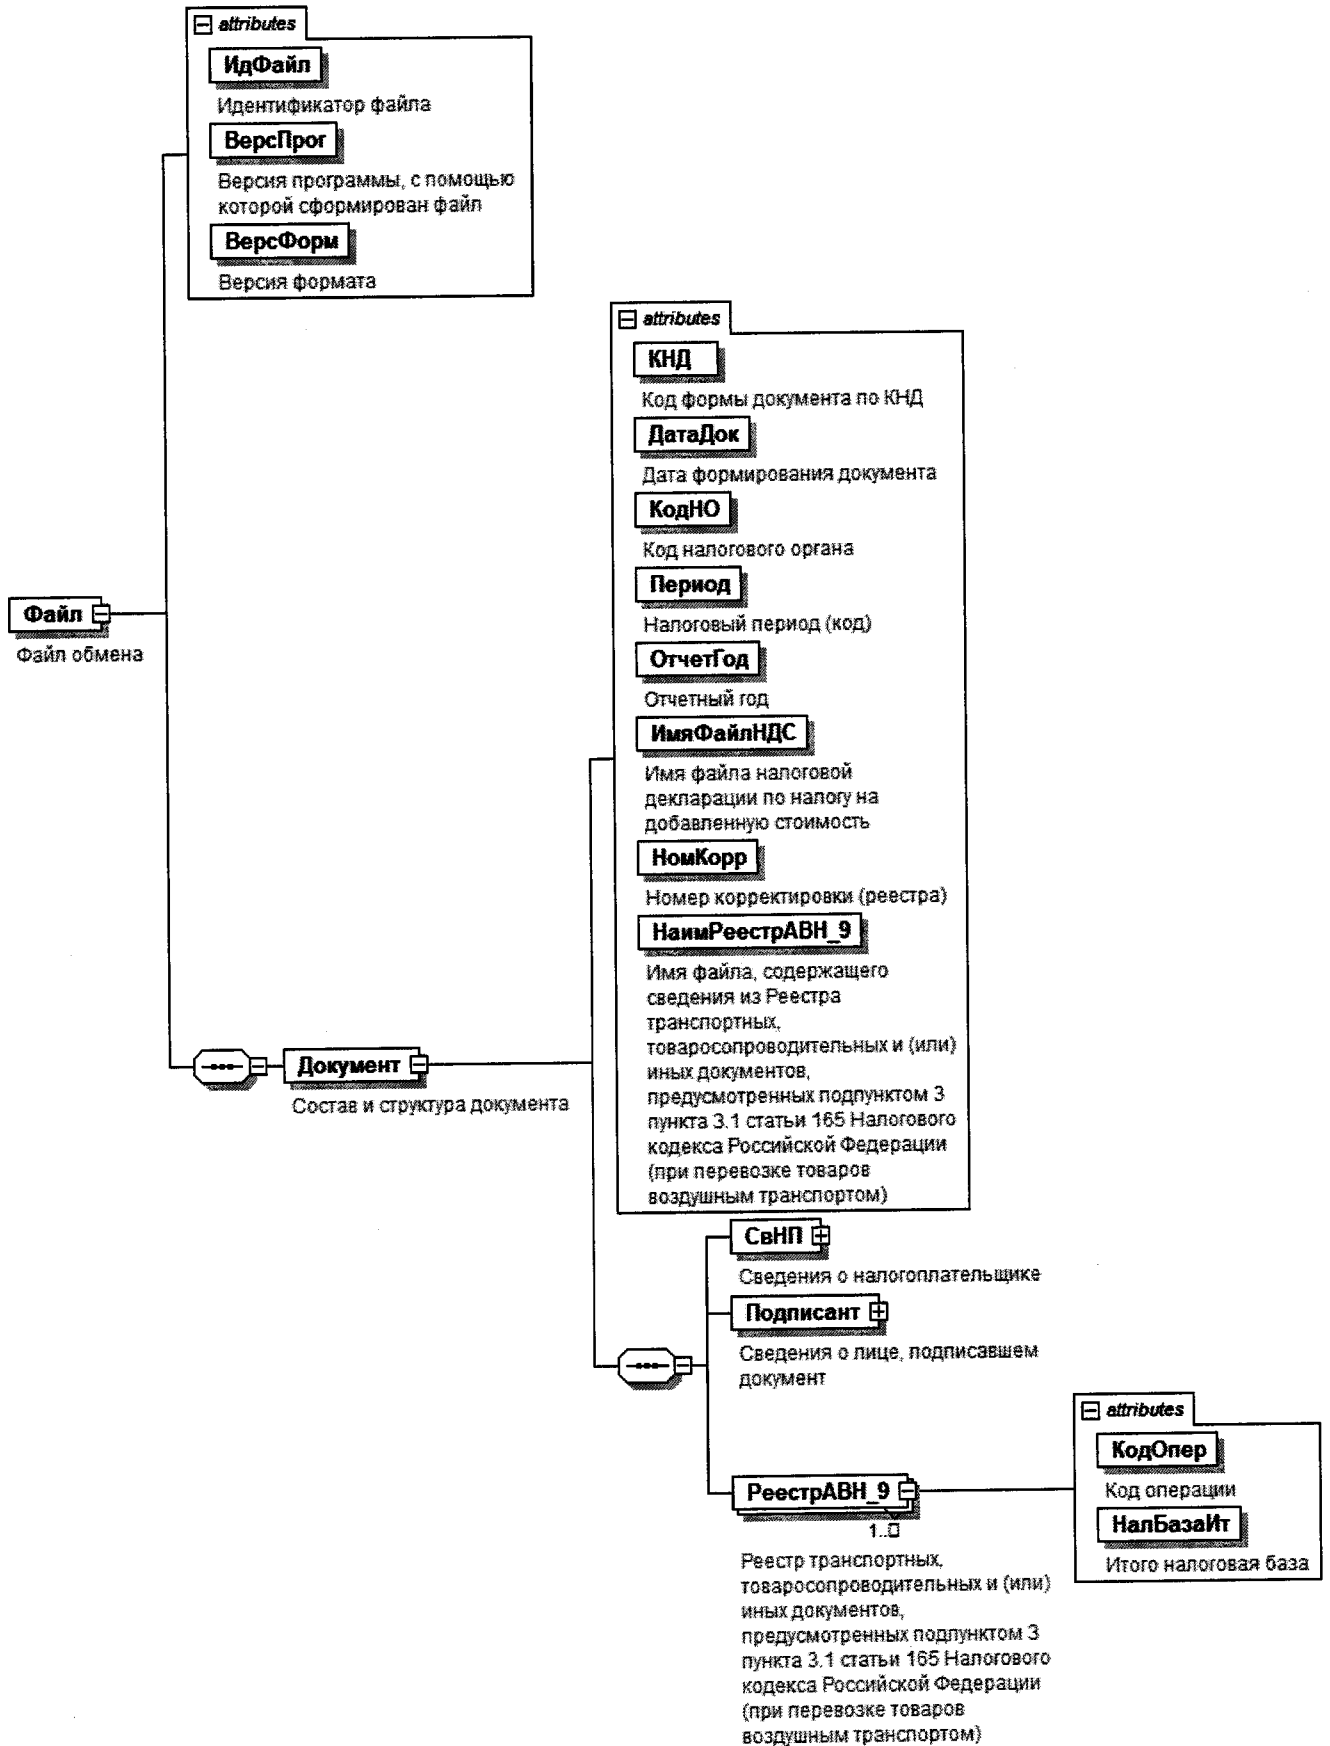 attributes
ИдФайл
Идентификатор файла
ВерсПрог
Версия программы, с помощью
которой сформирован файл
ВерсФорм
Версия формата
Файл
Файл обмена
attributes
КНД
Код формы документа по КНД
ДатаДок
Дата формирования документа
КодНО
Код налогового органа
Период
Налоговый период (код)
ОтчетГод
Отчетный год
ИмяФайлНДС
Имя файла налоговой
декларации по налогу на
добавленную стоимость
НомКорр
Номер корректировки (реестра)
НаимРеестрАВН_9
Имя файла, содержащего
сведения из Реестра
транспортных,
товаросопроводительных и (или)
иных документов,
предусмотренных подпунктом 3
пункта 3.1 статьи 165 Налогового
кодекса Российской Федерации
(при перевозке товаров
воздушным транспортом)
Документ
Состав и структура документа
СвНП
Сведения о налогоплательщике
Подписант
Сведения о лице, подписавшем
документ
РеестрАВН_9
1..
Реестр транспортных,
товаросопроводительных и (или)
иных документов,
предусмотренных подпунктом 3
пункта 3.1 статьи 165 Налогового
кодекса Российской Федерации
(при перевозке товаров
воздушным транспортом)
attributes
КодОпер
Код операции
НалБазаИт
Итого налоговая база